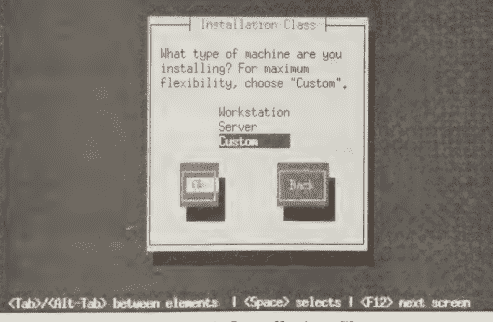 Installation Class
What type of machine are you
installing? For maximum
flexibility, choose "Custom".
Workstation
Server
Custom
Ok Back
<Tab>/<Alt-Tab> between elements | <Space> selects | <F12> next screen